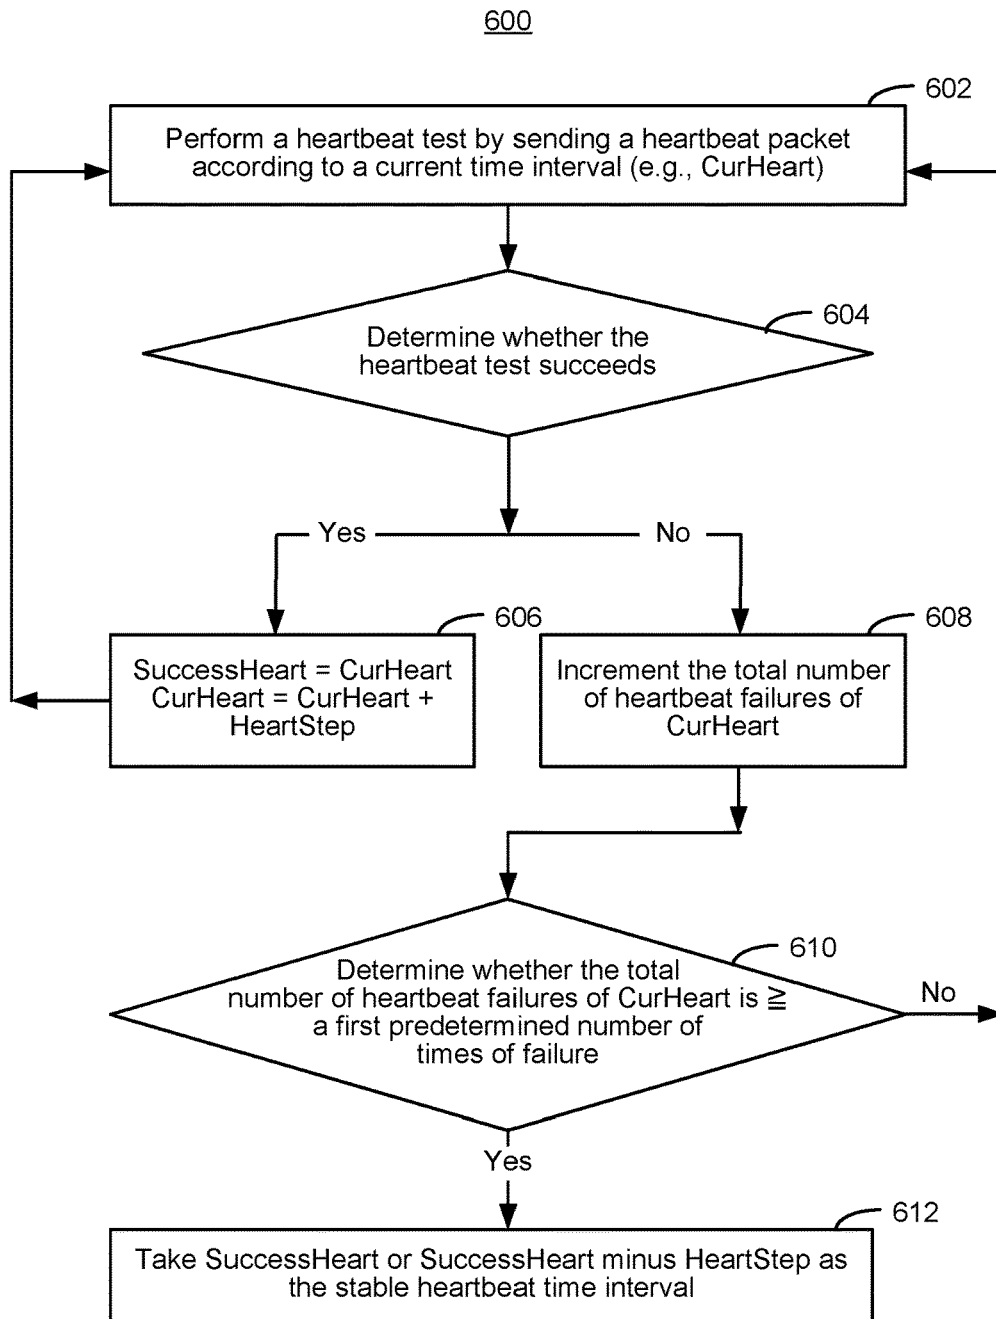 600
602
Perform a heartbeat test by sending a heartbeat packet
according to a current time interval (e.g., CurHeart)
604
Determine whether the
heartbeat test succeeds
Yes
No
606
SuccessHeart = CurHeart
CurHeart = CurHeart +
HeartStep
608
Increment the total number
of heartbeat failures of
CurHeart
610
Determine whether the total
number of heartbeat failures of CurHeart is ≧
a first predetermined number of
times of failure
No
Yes
612
Take SuccessHeart or SuccessHeart minus HeartStep as
the stable heartbeat time interval